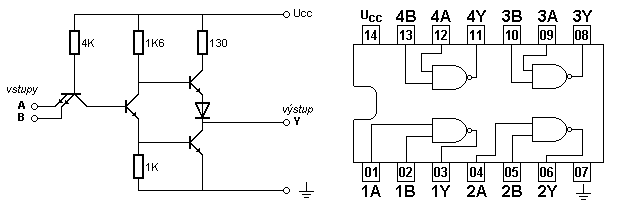 Ucc
4K 1K6 130
vstupy
A
B
výstup
Y
1K
Ucc 4B 4A 4Y 3B 3A 3Y
14 13 12 11 10 09 08
01 02 03 04 05 06 07
1A 1B 1Y 2A 2B 2Y